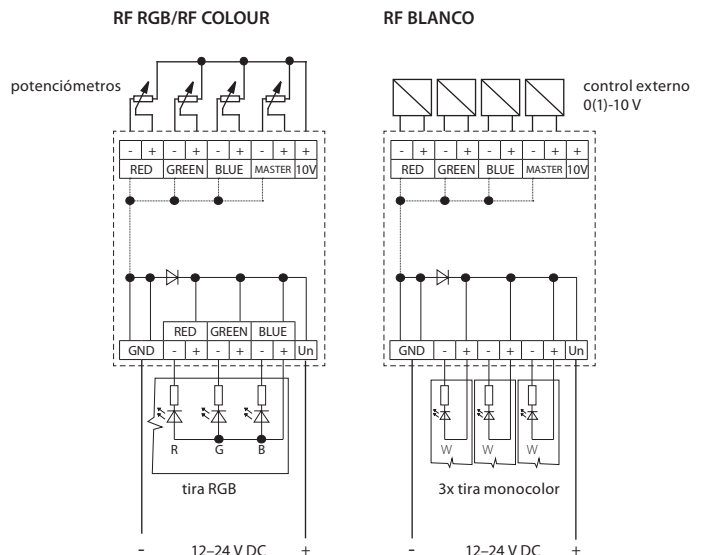 RF RGB/RF COLOUR
RF BLANCO
potenciómetros
control externo
0(1)-10 V
- + - + - + - + +
RED GREEN BLUE MASTER 10V
- + - + - + - + +
RED GREEN BLUE MASTER 10V
RED GREEN BLUE
GND - + - + - + Un
GND - + - + - + Un
R G B
W W W
tira RGB
3x tira monocolor
- 12–24 V DC +
- 12–24 V DC +